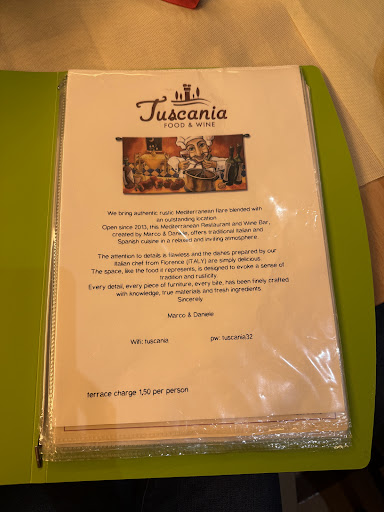 Tuscania
FOOD & WINE
We bring authentic rustic Mediterranean flare blended with
an outstanding location.
Open since 2013, this Mediterranean Restaurant and Wine Bar,
created by Marco & Daniele, offers traditional Italian and
Spanish cuisine in a relaxed and inviting atmosphere.
The attention to details is flawless and the dishes prepared by our
Italian chef from Florence (ITALY) are simply delicious.
The space, like the food it represents, is designed to evoke a sense of
tradition and rusticity.
Every detail, every piece of furniture, every bite, has been finely crafted
with knowledge, true materials and fresh ingredients.
Sincerely
Marco & Daniele
Wifi: tuscania pw: tuscania32
terrace charge 1,50 per person